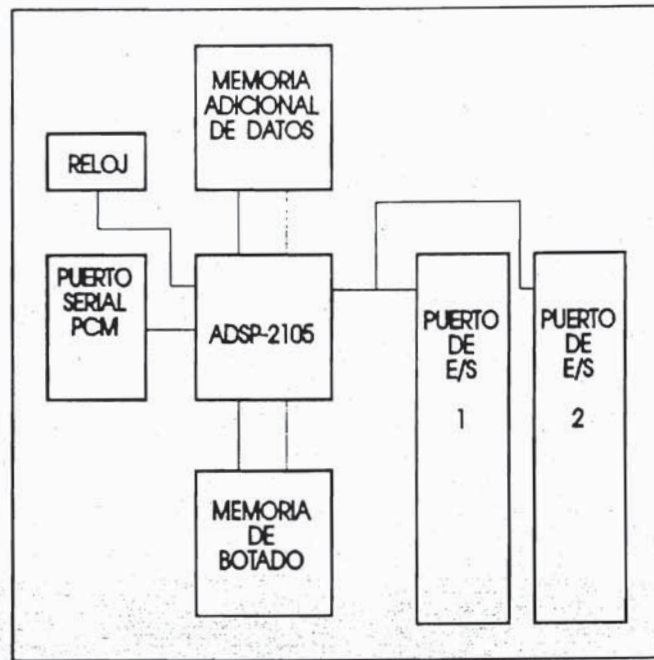 MEMORIA
ADICIONAL
DE DATOS
RELOJ
PUERTO
SERIAL
PCM
ADSP-2105
PUERTO
DE
E/S
1
PUERTO
DE
E/S
2
MEMORIA
DE
BOTADO